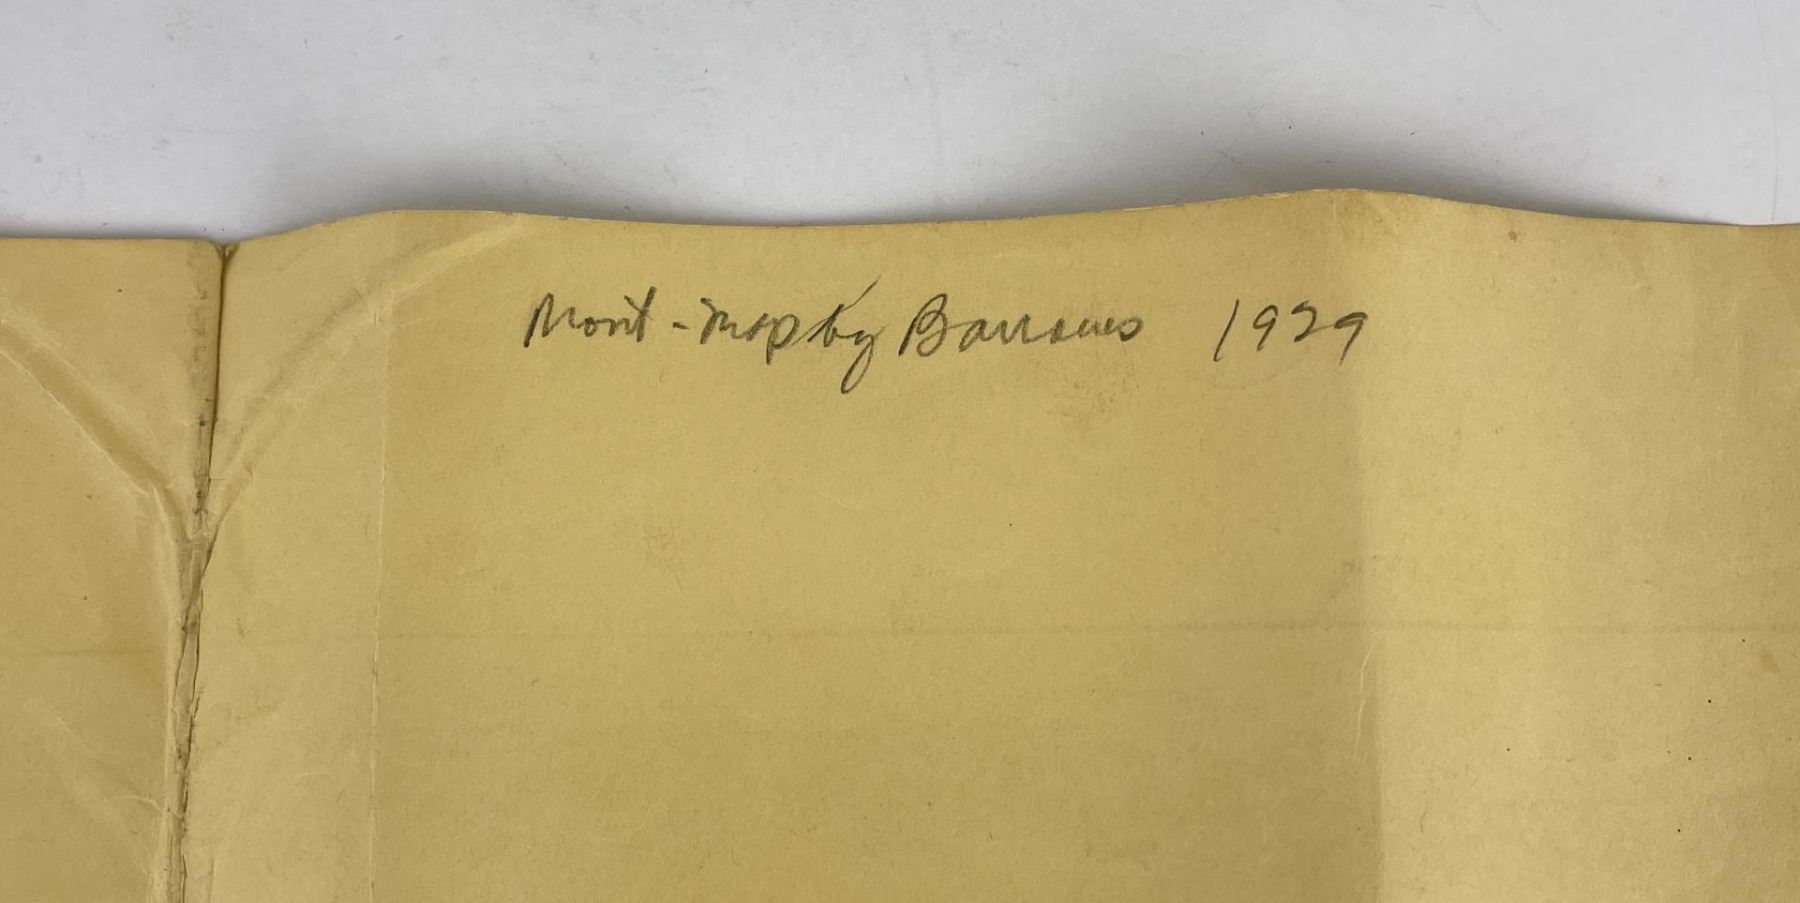 Mont - Map by Barrows 1929